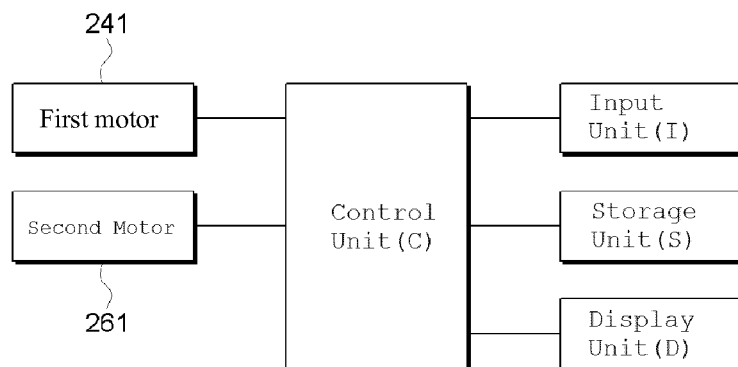 241
First motor
Second Motor
261
Control
Unit(C)
Input
Unit(I)
Storage
Unit(S)
Display
Unit(D)